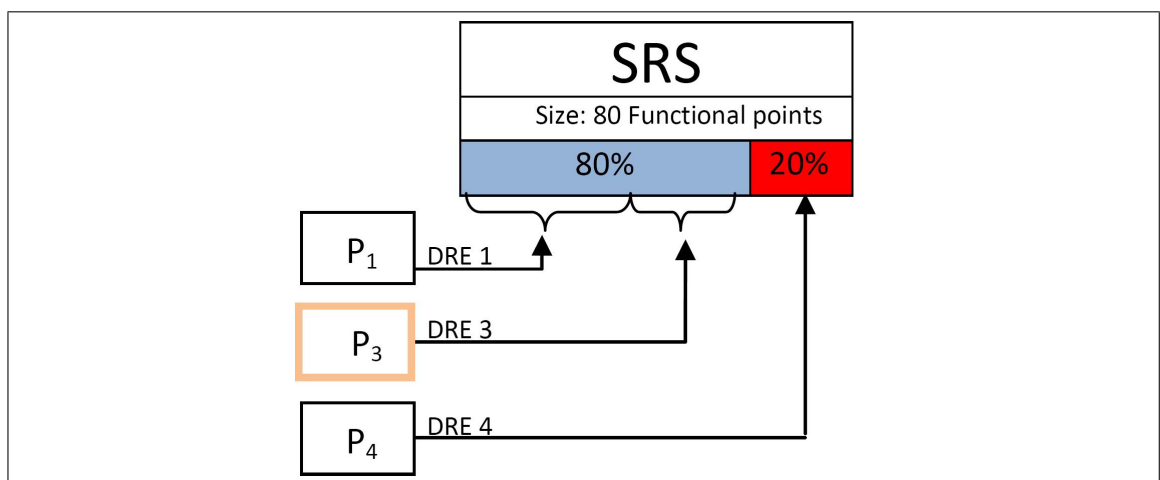 SRS
Size: 80 Functional points
80% 20%
P₁ DRE 1
P₃ DRE 3
P₄ DRE 4